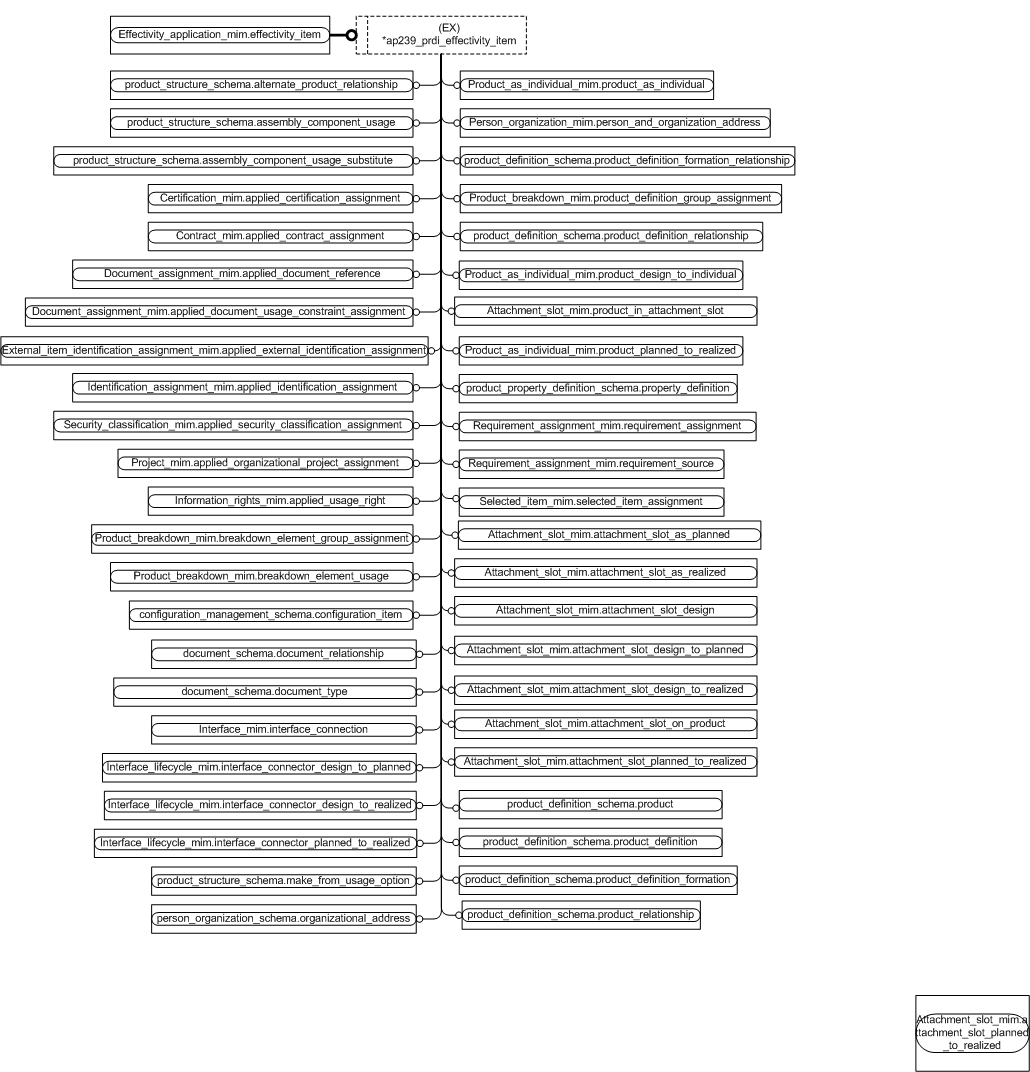 Effectivity_application_mim.effectivity_item
(EX)
*ap239_prdi_effectivity_item
product_structure_schema.alternate_product_relationship
Product_as_individual_mim.product_as_individual
product_structure_schema.assembly_component_usage
Person_organization_mim.person_and_organization_address
product_structure_schema.assembly_component_usage_substitute
product_definition_schema.product_definition_formation_relationship
Certification_mim.applied_certification_assignment
Product_breakdown_mim.product_definition_group_assignment
Contract_mim.applied_contract_assignment
product_definition_schema.product_definition_relationship
Document_assignment_mim.applied_document_reference
Product_as_individual_mim.product_design_to_individual
Document_assignment_mim.applied_document_usage_constraint_assignment
Attachment_slot_mim.product_in_attachment_slot
External_item_identification_assignment_mim.applied_external_identification_assignment
Product_as_individual_mim.product_planned_to_realized
Identification_assignment_mim.applied_identification_assignment
product_property_definition_schema.property_definition
Security_classification_mim.applied_security_classification_assignment
Requirement_assignment_mim.requirement_assignment
Project_mim.applied_organizational_project_assignment
Requirement_assignment_mim.requirement_source
Information_rights_mim.applied_usage_right
Selected_item_mim.selected_item_assignment
Product_breakdown_mim.breakdown_element_group_assignment
Attachment_slot_mim.attachment_slot_as_planned
Product_breakdown_mim.breakdown_element_usage
Attachment_slot_mim.attachment_slot_as_realized
configuration_management_schema.configuration_item
Attachment_slot_mim.attachment_slot_design
document_schema.document_relationship
Attachment_slot_mim.attachment_slot_design_to_planned
document_schema.document_type
Attachment_slot_mim.attachment_slot_design_to_realized
Interface_mim.interface_connection
Attachment_slot_mim.attachment_slot_on_product
Interface_lifecycle_mim.interface_connector_design_to_planned
Attachment_slot_mim.attachment_slot_planned_to_realized
Interface_lifecycle_mim.interface_connector_design_to_realized
product_definition_schema.product
Interface_lifecycle_mim.interface_connector_planned_to_realized
product_definition_schema.product_definition
product_structure_schema.make_from_usage_option
product_definition_schema.product_definition_formation
person_organization_schema.organizational_address
product_definition_schema.product_relationship
Attachment_slot_mim.a
ttachment_slot_planned
_to_realized